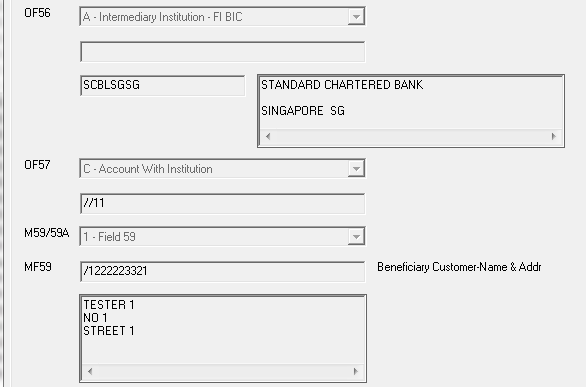 OF56
A - Intermediary Institution - FI BIC
SCBLSGSG
STANDARD CHARTERED BANK
SINGAPORE SG
OF57
C - Account With Institution
//11
M59/59A
1 - Field 59
MF59
/1222223321
Beneficiary Customer-Name & Addr
TESTER 1
NO 1
STREET 1